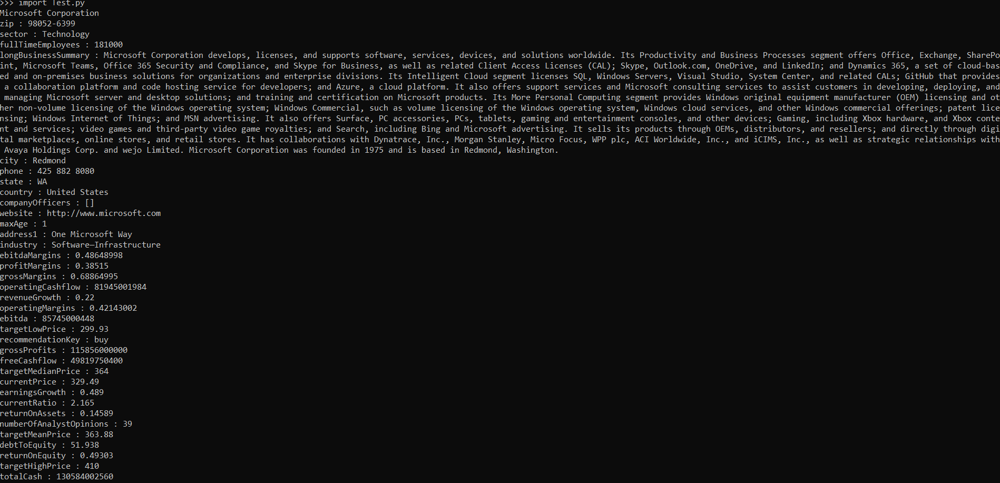 >>> import Test.py
Microsoft Corporation
zip : 98052-6399
sector : Technology
fullTimeEmployees : 181000
longBusinessSummary : Microsoft Corporation develops, licenses, and supports software, services, devices, and solutions worldwide. Its Productivity and Business Processes segment offers Office, Exchange, SharePo
int, Microsoft Teams, Office 365 Security and Compliance, and Skype for Business, as well as related Client Access Licenses (CAL); Skype, Outlook.com, OneDrive, and LinkedIn; and Dynamics 365, a set of cloud-bas
ed and on-premises business solutions for organizations and enterprise divisions. Its Intelligent Cloud segment licenses SQL, Windows Servers, Visual Studio, System Center, and related CALs; GitHub that provides
 a collaboration platform and code hosting service for developers; and Azure, a cloud platform. It also offers support services and Microsoft consulting services to assist customers in developing, deploying, and
 managing Microsoft server and desktop solutions; and training and certification on Microsoft products. Its More Personal Computing segment provides Windows original equipment manufacturer (OEM) licensing and ot
her non-volume licensing of the Windows operating system; Windows Commercial, such as volume licensing of the Windows operating system, Windows cloud services, and other Windows commercial offerings; patent lice
nsing; Windows Internet of Things; and MSN advertising. It also offers Surface, PC accessories, PCs, tablets, gaming and entertainment consoles, and other devices; Gaming, including Xbox hardware, and Xbox conte
nt and services; video games and third-party video game royalties; and Search, including Bing and Microsoft advertising. It sells its products through OEMs, distributors, and resellers; and directly through digi
tal marketplaces, online stores, and retail stores. It has collaborations with Dynatrace, Inc., Morgan Stanley, Micro Focus, WPP plc, ACI Worldwide, Inc., and iCIMS, Inc., as well as strategic relationships with
 Avaya Holdings Corp. and wejo Limited. Microsoft Corporation was founded in 1975 and is based in Redmond, Washington.
city : Redmond
phone : 425 882 8080
state : WA
country : United States
companyOfficers : []
website : http://www.microsoft.com
maxAge : 1
address1 : One Microsoft Way
industry : Software—Infrastructure
ebitdaMargins : 0.48648998
profitMargins : 0.38515
grossMargins : 0.68864995
operatingCashflow : 81945001984
revenueGrowth : 0.22
operatingMargins : 0.42143002
ebitda : 85745000448
targetLowPrice : 299.93
recommendationKey : buy
grossProfits : 115856000000
freeCashflow : 49819750400
targetMedianPrice : 364
currentPrice : 329.49
earningsGrowth : 0.489
currentRatio : 2.165
returnOnAssets : 0.14589
numberOfAnalystOpinions : 39
targetMeanPrice : 363.88
debtToEquity : 51.938
returnOnEquity : 0.49303
targetHighPrice : 410
totalCash : 130584002560